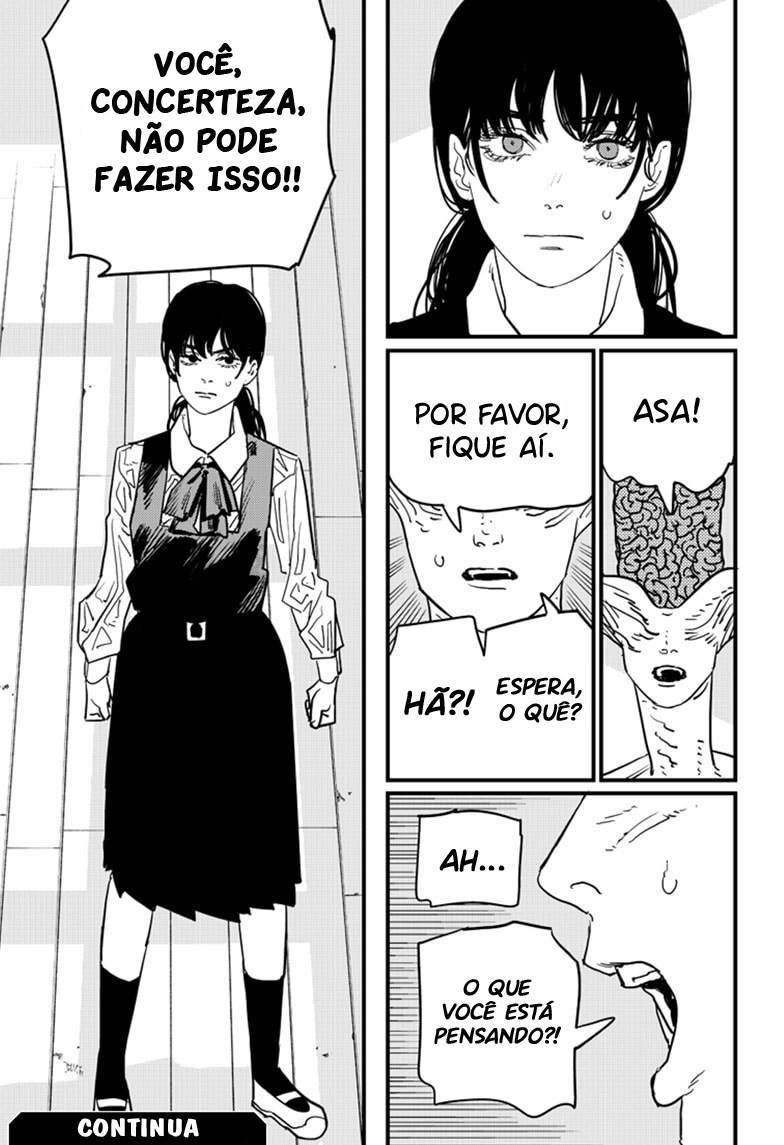 ASA!
POR FAVOR,
FIQUE AÍ.
HÃ?!
ESPERA,
O QUÊ?
AH...
O QUE
VOCÊ ESTÁ
PENSANDO?!
VOCÊ,
CONCERTEZA,
NÃO PODE
FAZER ISSO!!
CONTINUA